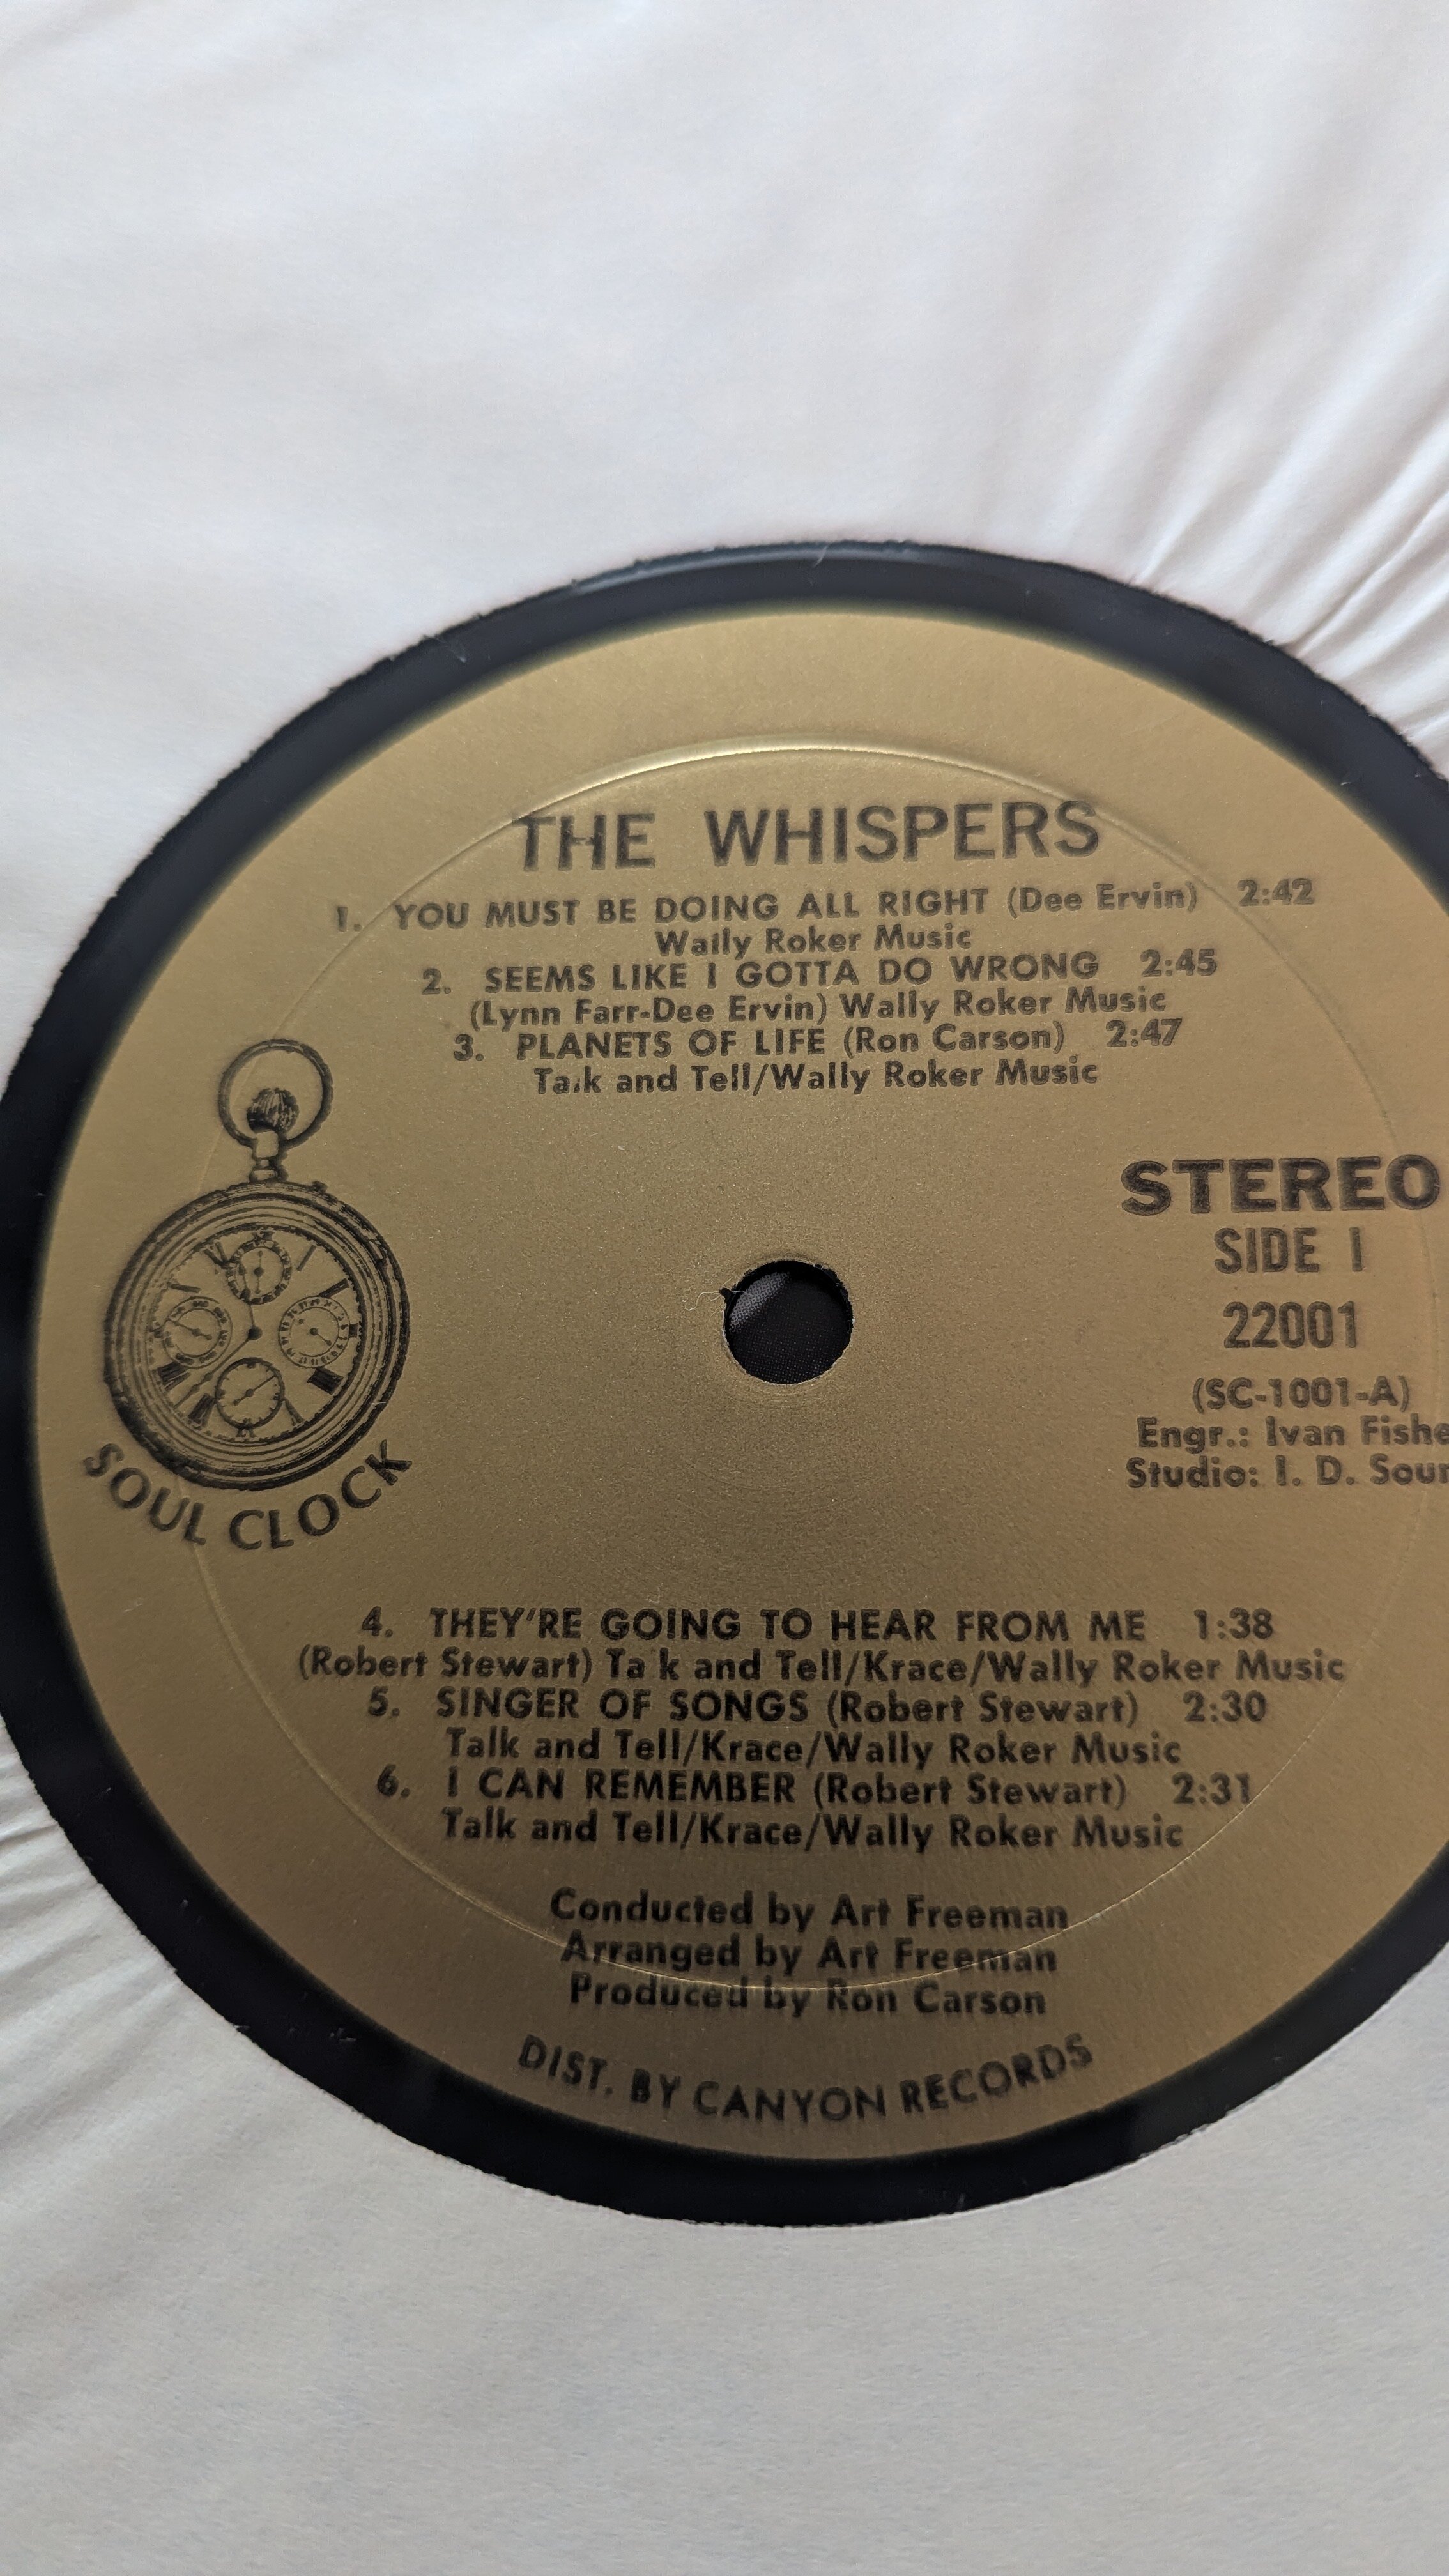 THE WHISPERS
1. YOU MUST BE DOING ALL RIGHT (Dee Ervin) 2:42
Wally Roker Music
2. SEEMS LIKE I GOTTA DO WRONG 2:45
(Lynn Farr-Dee Ervin) Wally Roker Music
3. PLANETS OF LIFE (Ron Carson) 2:47
Talk and Tell/Wally Roker Music
SOUL CLOCK
STEREO
SIDE 1
22001
(SC-1001-A)
Engr.: Ivan
Studio: I. D.
4. THEY'RE GOING TO HEAR FROM ME 1:38
(Robert Stewart) Ta k and Tell/Krace/Wally Roker Music
5. SINGER OF SONGS (Robert Stewart) 2:30
Talk and Tell/Krace/Wally Roker Music
6. I CAN REMEMBER (Robert Stewart) 2:31
Talk and Tell/Krace/Wally Roker Music
Conducted by Art Freeman
Arranged by Art Freeman
Produced by Ron Carson
DIST. BY CANYON RECORDS